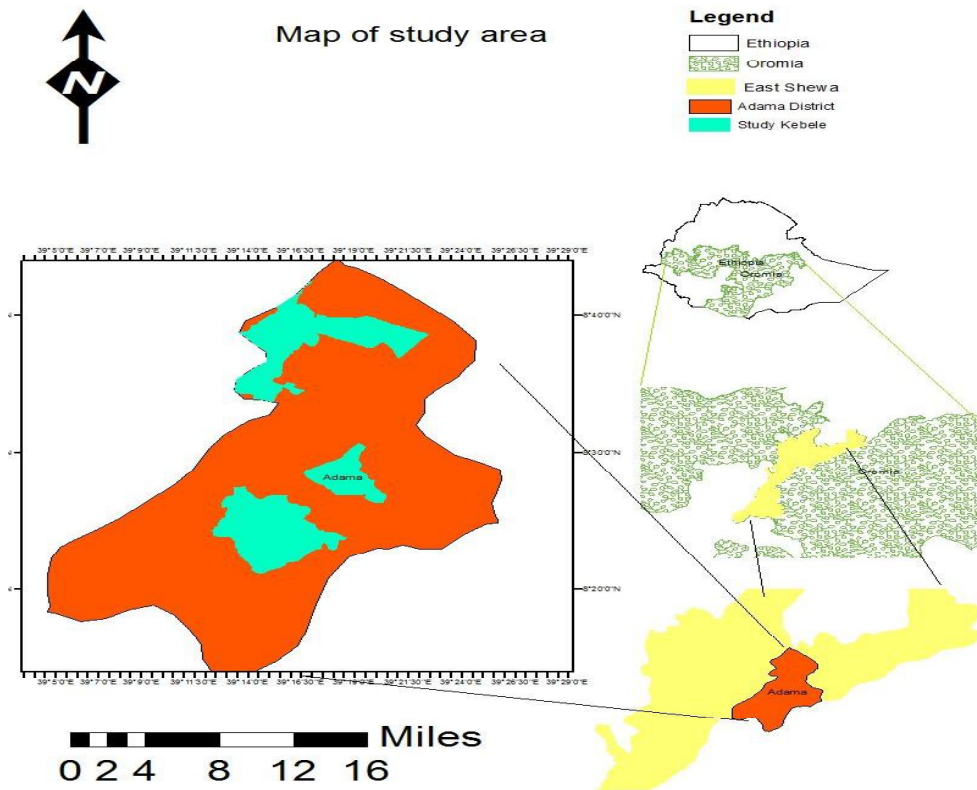 N
Map of study area
Legend
Ethiopia
Oromia
East Shewa
Adama District
Study Kebele
39°5'0"E 39°7'0"E 39°9'0"E 39°11'30"E 39°14'0"E 39°16'30"E 39°19'0"E 39°21'30"E 39°24'0"E 39°26'30"E 39°29'0"E
8°40'0"N
8°30'0"N
8°20'0"N
Adama
39°5'0"E 39°7'0"E 39°9'0"E 39°11'30"E 39°14'0"E 39°16'30"E 39°19'0"E 39°21'30"E 39°24'0"E 39°26'30"E 39°29'0"E
Ethiopia
Oromia
Oromia
Adama
Miles
0 2 4 8 12 16